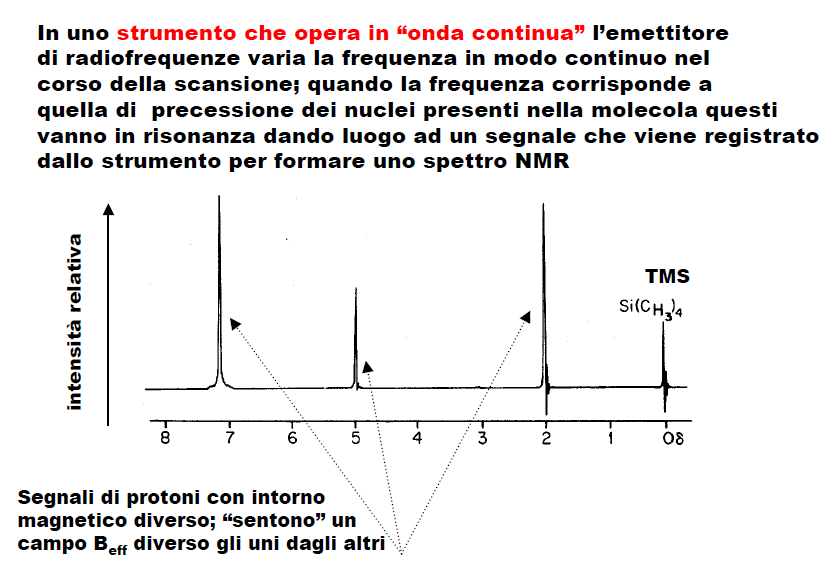 In uno strumento che opera in “onda continua” l’emettitore
di radiofrequenze varia la frequenza in modo continuo nel
corso della scansione; quando la frequenza corrisponde a
quella di precessione dei nuclei presenti nella molecola questi
vanno in risonanza dando luogo ad un segnale che viene registrato
dallo strumento per formare uno spettro NMR
intensità relativa
TMS
Si(CH₃)₄
8 7 6 5 4 3 2 1 0δ
Segnali di protoni con intorno
magnetico diverso; “sentono” un
campo Beff diverso gli uni dagli altri